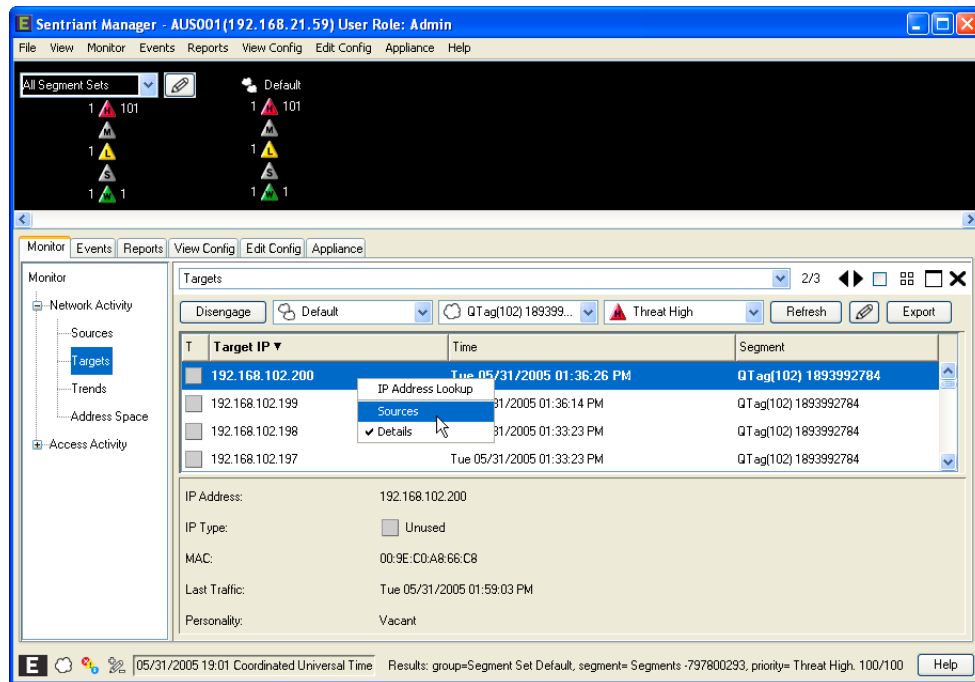 Sentriant Manager - AUS001(192.168.21.59) User Role: Admin
File View Monitor Events Reports View Config Edit Config Appliance Help
All Segment Sets Default
1 H 101 1 H 101
M M
1 L 1 L
S S
1 W 1 1 W 1
Monitor Events Reports View Config Edit Config Appliance
Monitor
Network Activity
Sources
Targets
Trends
Address Space
Access Activity
Targets 2/3
Disengage Default QTag(102) 189399... Threat High Refresh Export
T Target IP Time Segment
192.168.102.200 Tue 05/31/2005 01:36:26 PM QTag(102) 1893992784
192.168.102.199 31/2005 01:36:14 PM QTag(102) 1893992784
192.168.102.198 31/2005 01:33:23 PM QTag(102) 1893992784
192.168.102.197 Tue 05/31/2005 01:33:23 PM QTag(102) 1893992784
IP Address Lookup
Sources
Details
IP Address: 192.168.102.200
IP Type: Unused
MAC: 00:9E:C0:A8:66:C8
Last Traffic: Tue 05/31/2005 01:59:03 PM
Personality: Vacant
E 05/31/2005 19:01 Coordinated Universal Time Results: group=Segment Set Default, segment= Segments -797800293, priority= Threat High. 100/100 Help